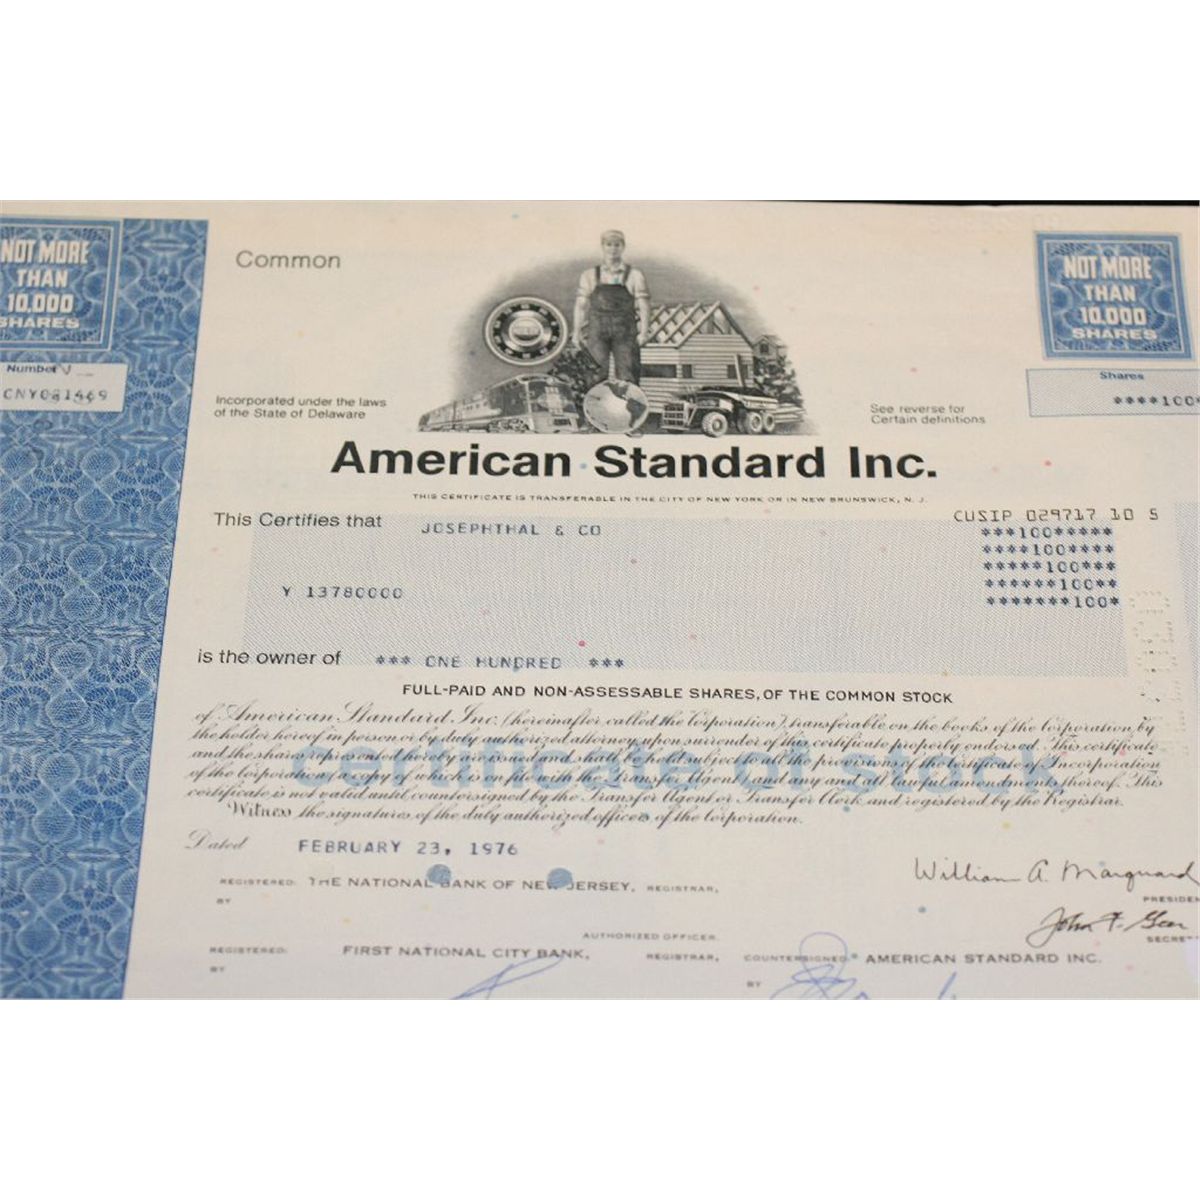 NOT MORE
THAN
10,000
SHARES
Common
NOT MORE
THAN
10,000
SHARES
Number
CNY081469
Shares
****100*
Incorporated under the laws
of the State of Delaware
See reverse for
Certain definitions
American Standard Inc.
THIS CERTIFICATE IS TRANSFERABLE IN THE CITY OF NEW YORK OR IN NEW BRUNSWICK, N. J.
This Certifies that
JOSEPHTHAL & CO
CUSIP 029717 10 5
***100*****
****100****
*****100***
******100**
*******100*
Y 13780000
is the owner of *** ONE HUNDRED ***
FULL-PAID AND NON-ASSESSABLE SHARES, OF THE COMMON STOCK
of American Standard Inc. (hereinafter called the Corporation), transferable on the books of the Corporation by
the holder hereof in person or by duly authorized attorney upon surrender of this certificate properly endorsed. This certificate
and the shares represented hereby are issued and shall be held subject to all the provisions of the Certificate of Incorporation
of the Corporation (a copy of which is on file with the Transfer Agent) and any and all lawful amendments thereof. This
certificate is not valid until countersigned by the Transfer Agent or Transfer Clerk and registered by the Registrar.
Witness the signatures of the duly authorized officers of the Corporation.
Dated FEBRUARY 23, 1976
REGISTERED: THE NATIONAL BANK OF NEW JERSEY, REGISTRAR,
BY
William A. Marquard
PRESIDEN
John F. Gear
SECRET
AUTHORIZED OFFICER.
REGISTERED: FIRST NATIONAL CITY BANK, REGISTRAR,
BY
COUNTERSIGNED: AMERICAN STANDARD INC.
BY